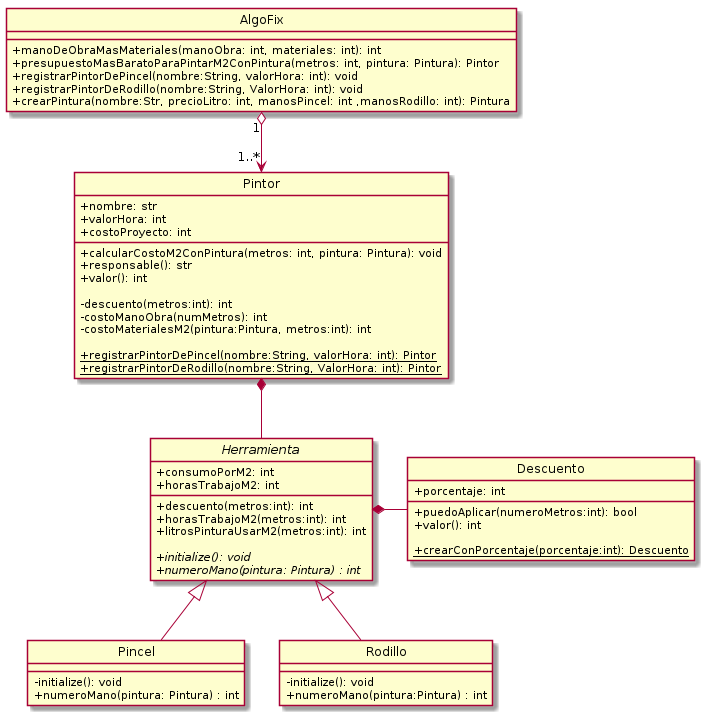 AlgoFix
+manoDeObraMasMateriales(manoObra: int, materiales: int): int
+presupuestoMasBaratoParaPintarM2ConPintura(metros: int, pintura: Pintura): Pintor
+registrarPintorDePincel(nombre:String, valorHora: int): void
+registrarPintorDeRodillo(nombre:String, ValorHora: int): void
+crearPintura(nombre:Str, precioLitro: int, manosPincel: int ,manosRodillo: int): Pintura
1
1..*
Pintor
+nombre: str
+valorHora: int
+costoProyecto: int
+calcularCostoM2ConPintura(metros: int, pintura: Pintura): void
+responsable(): str
+valor(): int
-descuento(metros:int): int
-costoManoObra(numMetros): int
-costoMaterialesM2(pintura:Pintura, metros:int): int
+registrarPintorDePincel(nombre:String, valorHora: int): Pintor
+registrarPintorDeRodillo(nombre:String, ValorHora: int): Pintor
Herramienta
+consumoPorM2: int
+horasTrabajoM2: int
+descuento(metros:int): int
+horasTrabajoM2(metros:int): int
+litrosPinturaUsarM2(metros:int): int
+initialize(): void
+numeroMano(pintura: Pintura) : int
Descuento
+porcentaje: int
+puedoAplicar(numeroMetros:int): bool
+valor(): int
+crearConPorcentaje(porcentaje:int): Descuento
Pincel
-initialize(): void
+numeroMano(pintura: Pintura) : int
Rodillo
-initialize(): void
+numeroMano(pintura:Pintura) : int